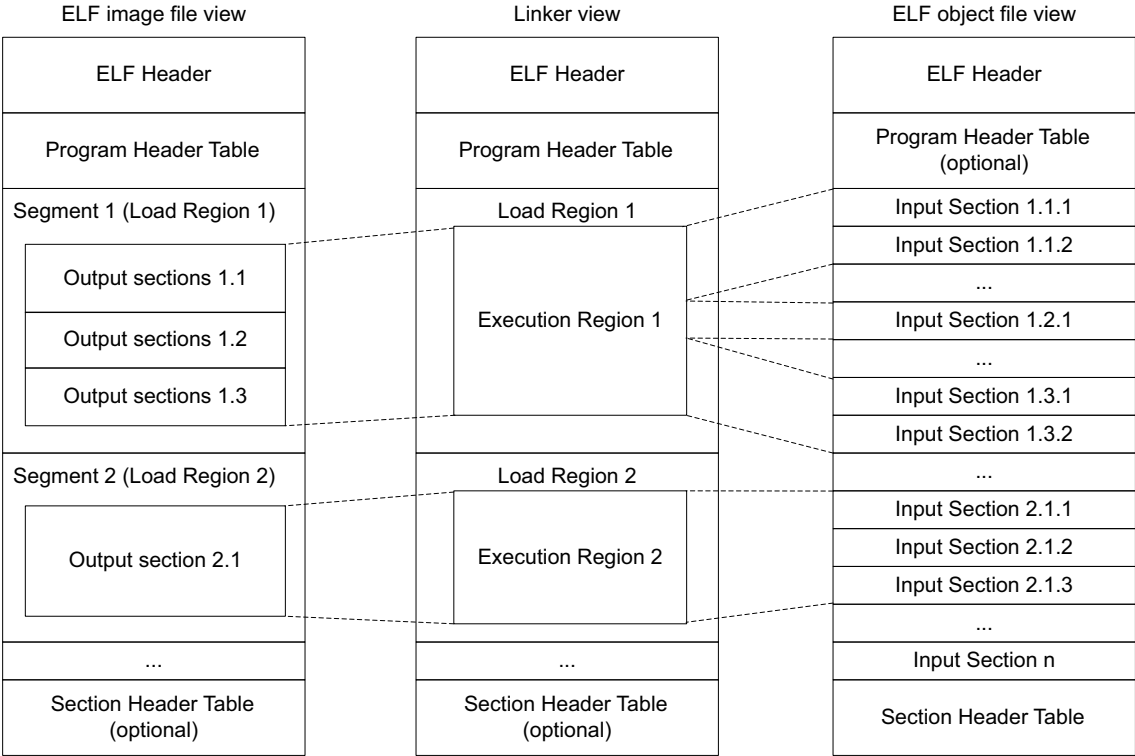 ELF image file view
ELF Header
Program Header Table
Segment 1 (Load Region 1)
Output sections 1.1
Output sections 1.2
Output sections 1.3
Segment 2 (Load Region 2)
Output section 2.1
...
Section Header Table
(optional)
Linker view
ELF Header
Program Header Table
Load Region 1
Execution Region 1
Load Region 2
Execution Region 2
...
Section Header Table
(optional)
ELF object file view
ELF Header
Program Header Table
(optional)
Input Section 1.1.1
Input Section 1.1.2
...
Input Section 1.2.1
...
Input Section 1.3.1
Input Section 1.3.2
...
Input Section 2.1.1
Input Section 2.1.2
Input Section 2.1.3
...
Input Section n
Section Header Table